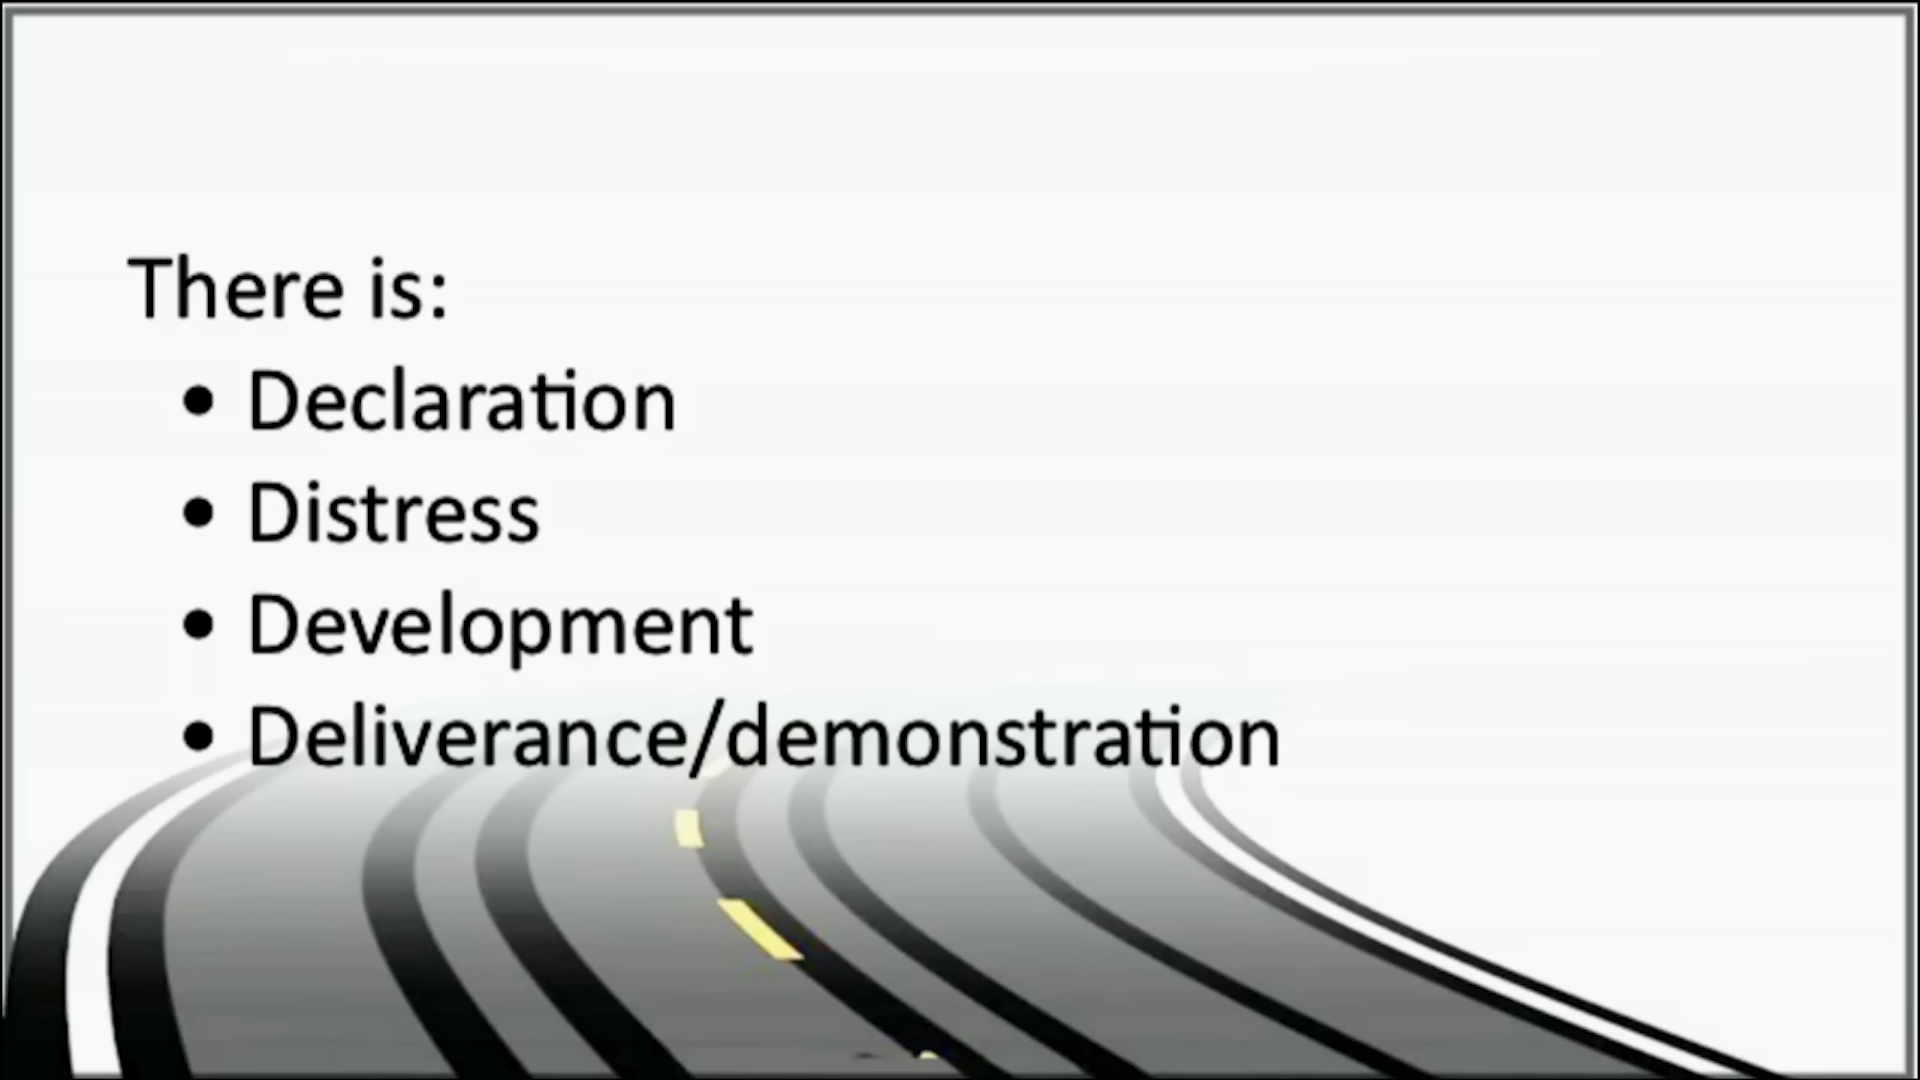 There is:
• Declaration
• Distress
• Development
• Deliverance/demonstration